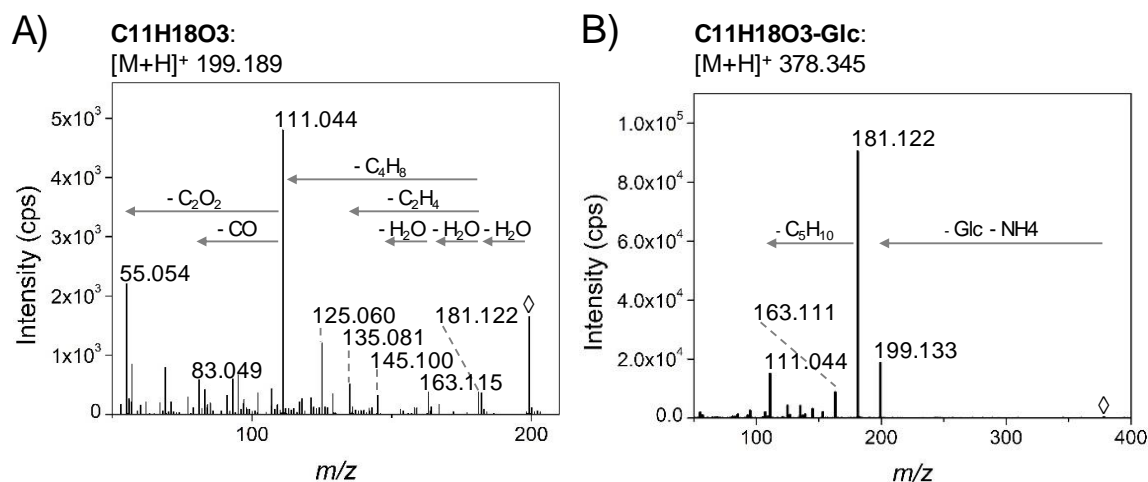 A)
C11H18O3:
[M+H]+ 199.189
5x10³
4x10³
3x10³
2x10³
1x10³
0
Intensity (cps)
111.044
- C₄H₈
- C₂O₂
- C₂H₄
- CO
- H₂O
- H₂O
- H₂O
55.054
83.049
125.060
135.081
145.100
181.122
163.115
100
200
m/z
B)
C11H18O3-Glc:
[M+H]+ 378.345
1.0x10⁵
8.0x10⁴
6.0x10⁴
4.0x10⁴
2.0x10⁴
0.0
Intensity (cps)
181.122
- C₅H₁₀
- Glc - NH4
163.111
111.044
199.133
100
200
300
400
m/z